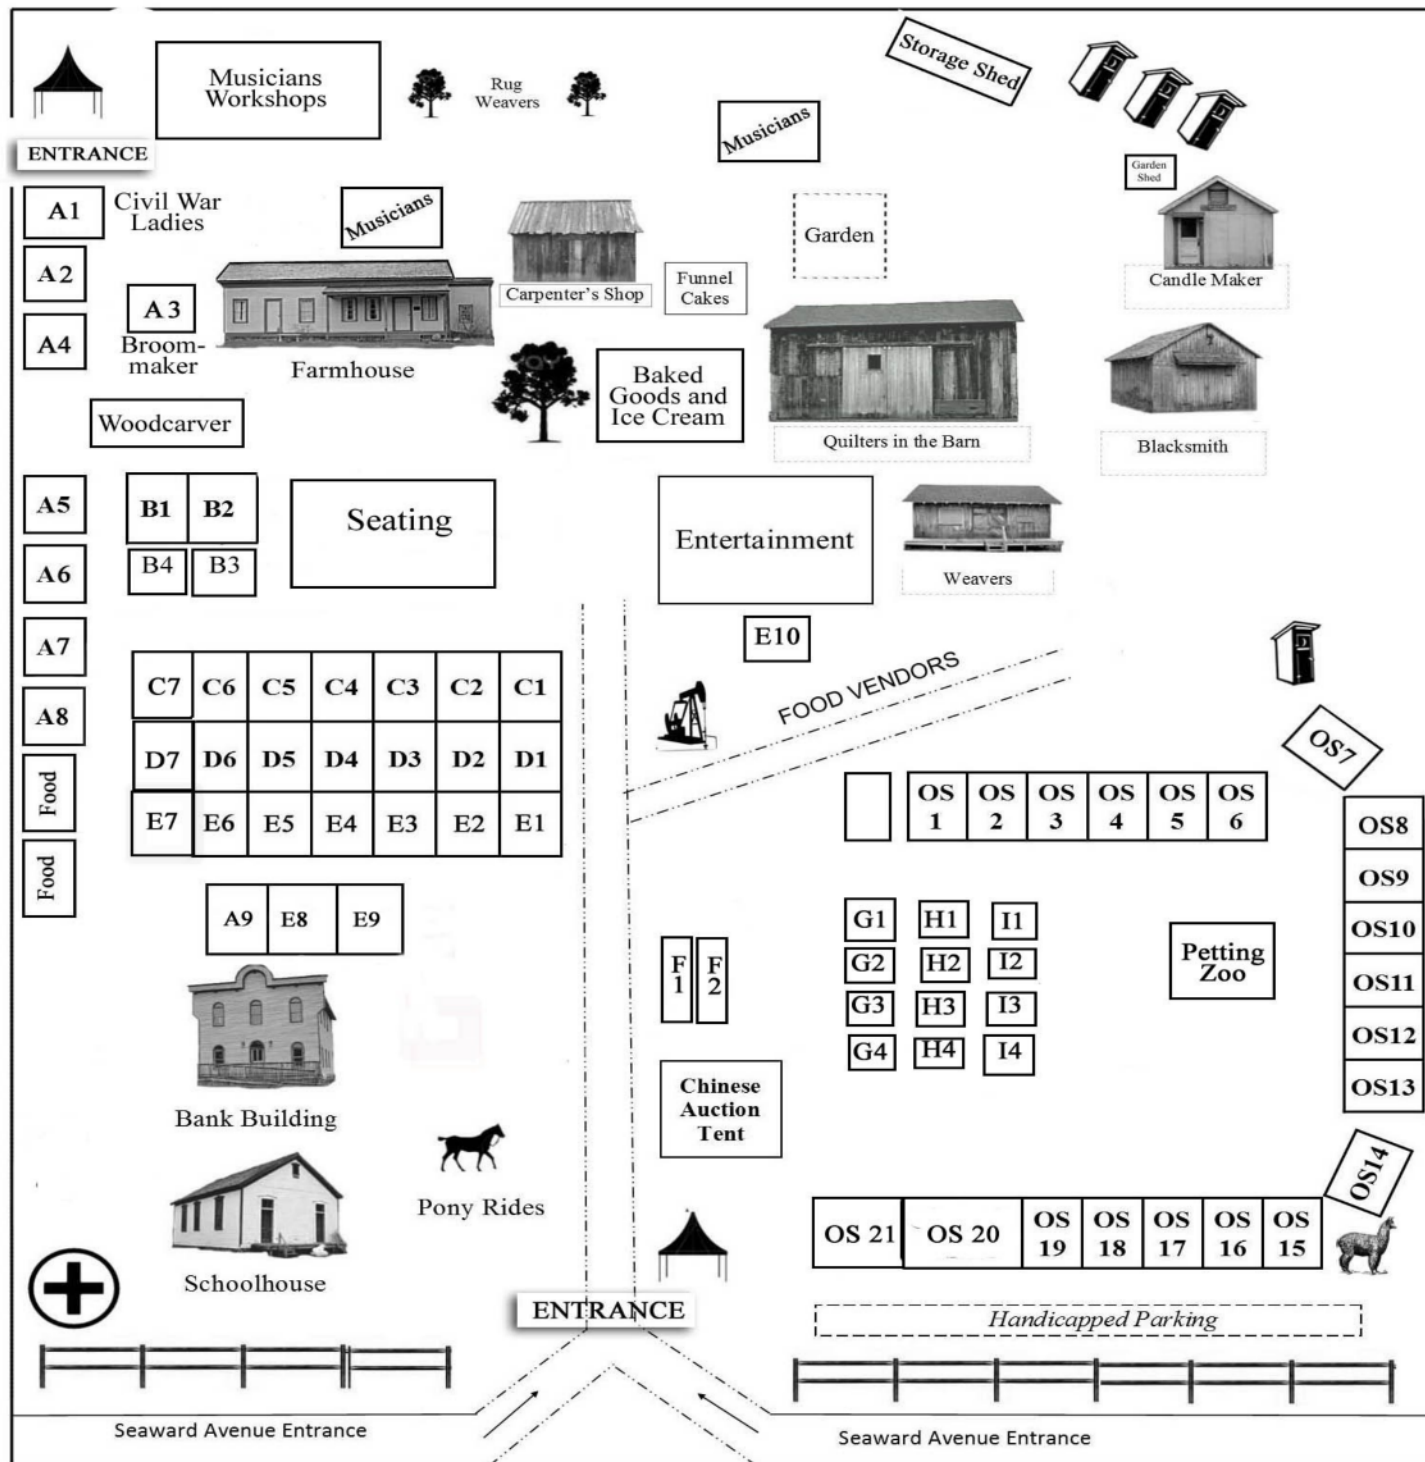 Musicians
Workshops
Rug
Weavers
Storage Shed
Musicians
ENTRANCE
Garden
Shed
A1
Civil War
Ladies
Musicians
Garden
A2
Candle Maker
Carpenter's Shop
Funnel
Cakes
A3
Broom-
maker
A4
Farmhouse
Baked
Goods and
Ice Cream
Woodcarver
Quilters in the Barn
Blacksmith
A5
B1
B2
Seating
Entertainment
A6
B4
B3
Weavers
A7
E10
FOOD VENDORS
C7
C6
C5
C4
C3
C2
C1
A8
D7
D6
D5
D4
D3
D2
D1
OS7
Food
E7
E6
E5
E4
E3
E2
E1
OS
1
OS
2
OS
3
OS
4
OS
5
OS
6
OS8
Food
OS9
A9
E8
E9
G1
H1
I1
OS10
F
1
F
2
G2
H2
I2
Petting
Zoo
OS11
G3
H3
I3
OS12
G4
H4
I4
OS13
Bank Building
Chinese
Auction
Tent
Pony Rides
OS14
OS 21
OS 20
OS
19
OS
18
OS
17
OS
16
OS
15
Schoolhouse
ENTRANCE
Handicapped Parking
Seaward Avenue Entrance
Seaward Avenue Entrance